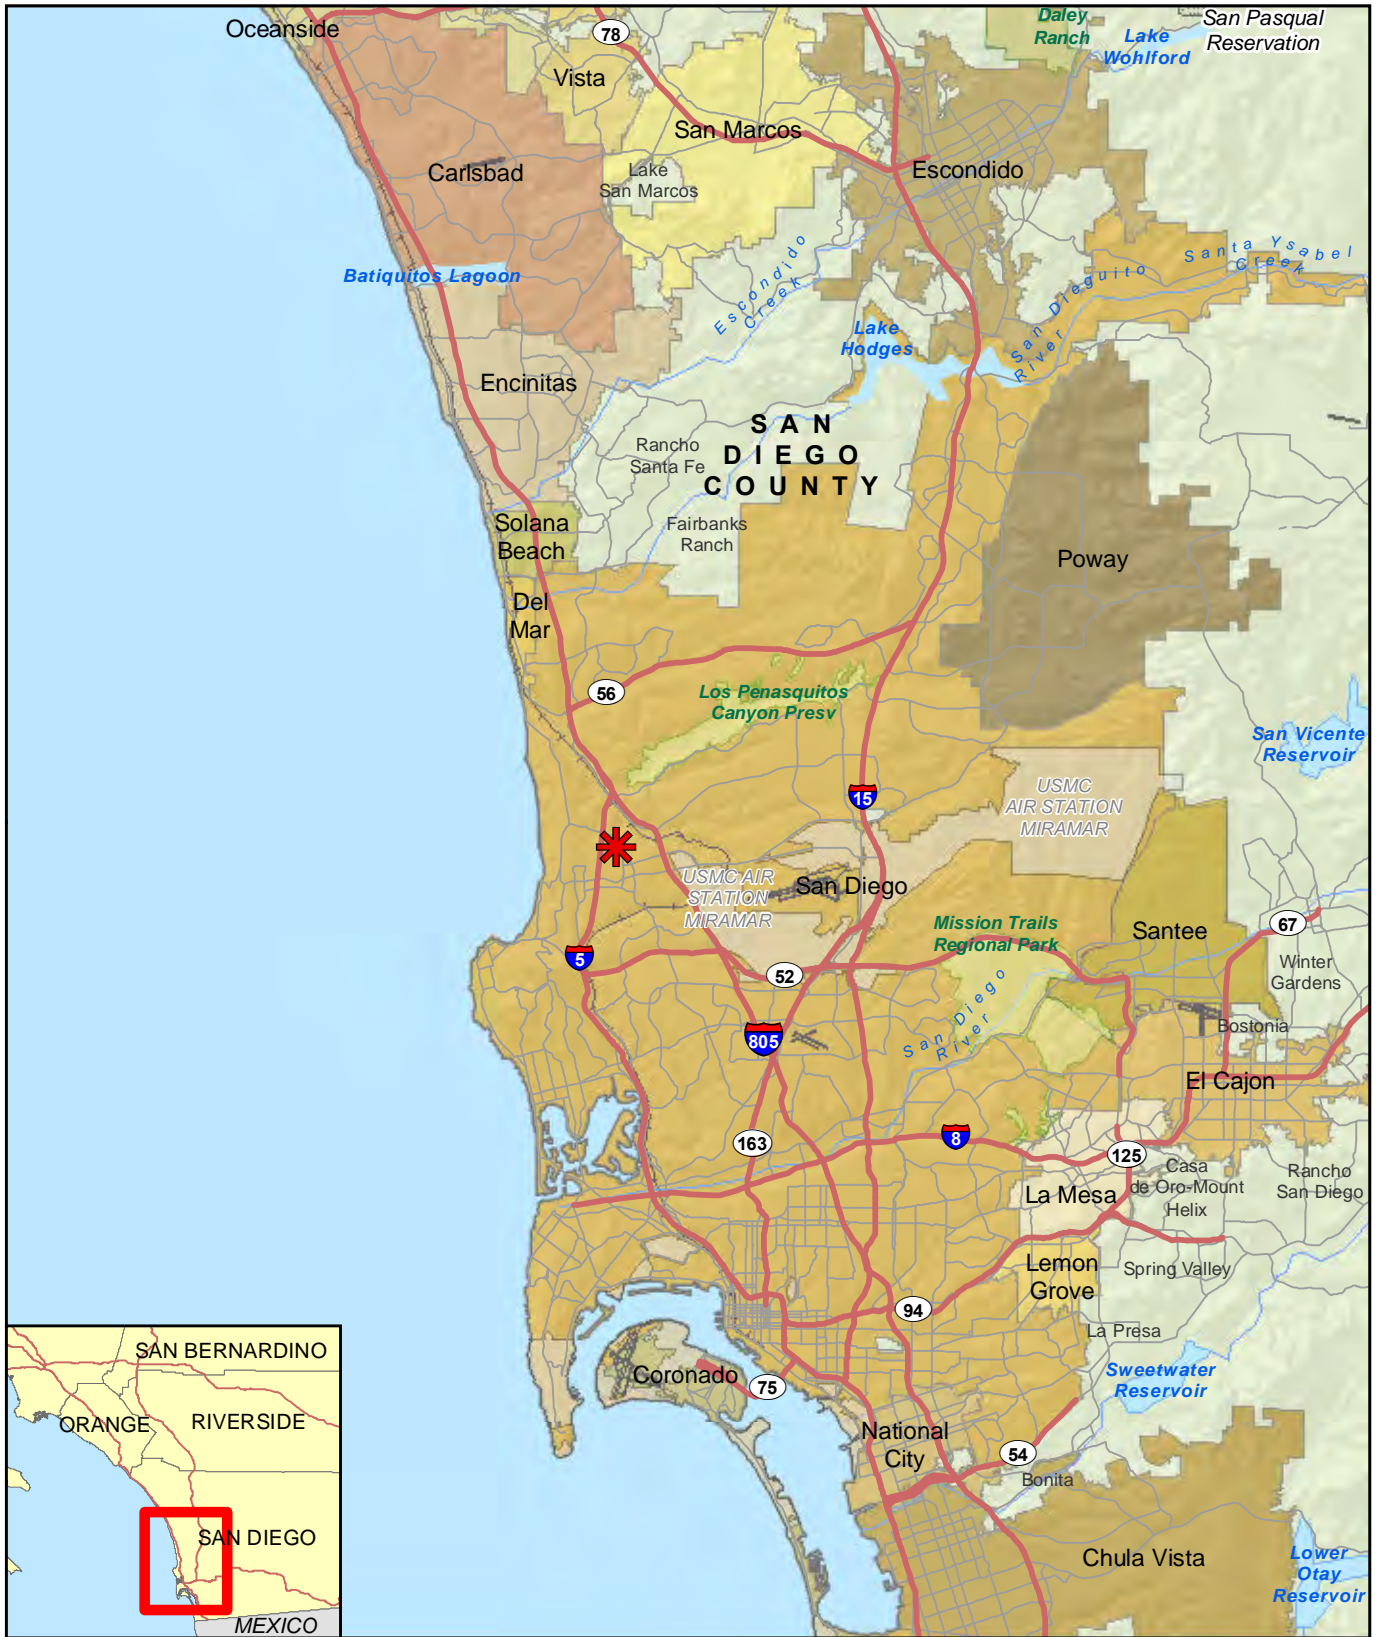 Oceanside
78
Daley
Ranch
Lake
Wohlford
San Pasqual
Reservation
Vista
San Marcos
Carlsbad
Lake
San Marcos
Escondido
Batiquitos Lagoon
Escondido
Creek
Santa Ysabel
Creek
San Dieguito
River
Lake
Hodges
Encinitas
SAN
DIEGO
COUNTY
Rancho
Santa Fe
Solana
Beach
Fairbanks
Ranch
Poway
Del
Mar
56
Los Penasquitos
Canyon Presv
San Vicente
Reservoir
15
USMC
AIR STATION
MIRAMAR
USMC AIR
STATION
MIRAMAR
San Diego
Mission Trails
Regional Park
Santee
67
5
52
Winter
Gardens
San Diego
River
Bostonia
805
El Cajon
163
8
125
Casa
de Oro-Mount
Helix
Rancho
San Diego
La Mesa
Lemon
Grove
Spring Valley
94
La Presa
Coronado
75
Sweetwater
Reservoir
National
City
54
Bonita
Chula Vista
Lower
Otay
Reservoir
SAN BERNARDINO
ORANGE
RIVERSIDE
SAN DIEGO
MEXICO